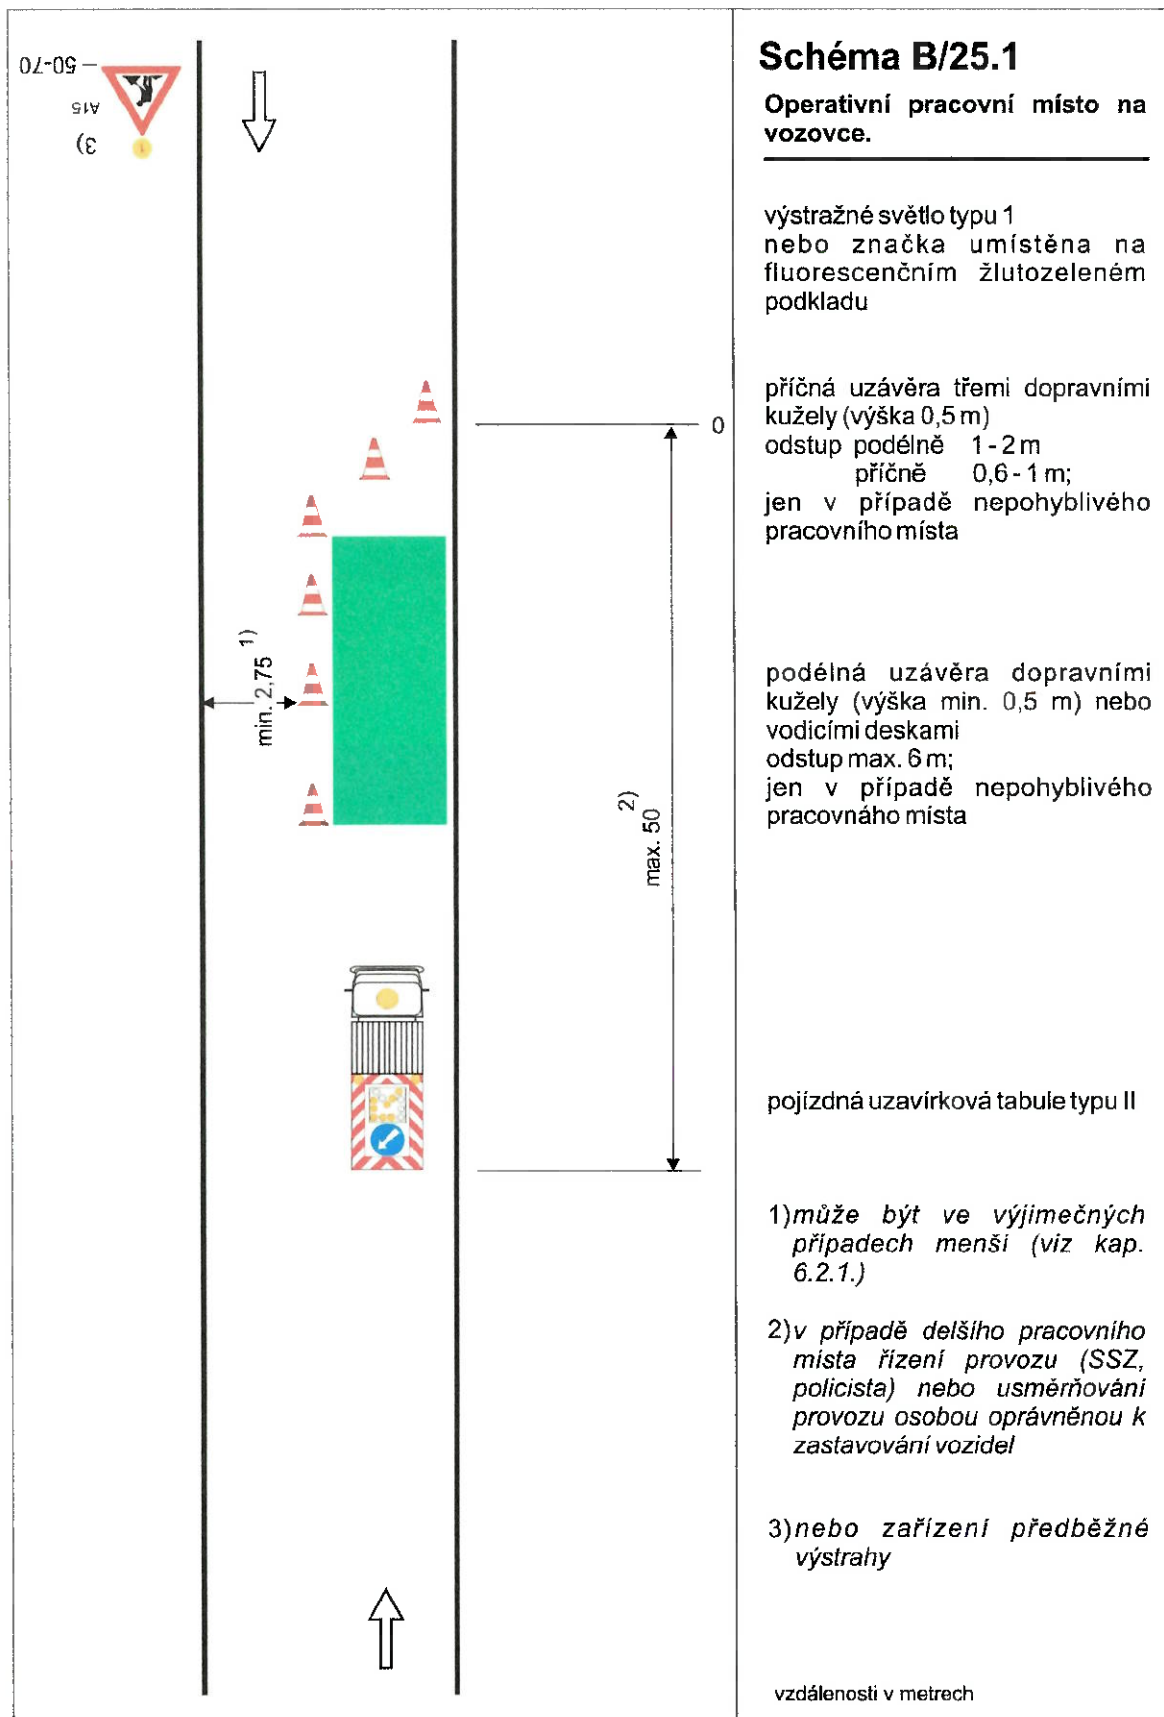 50-70
A15
3)
1
0
min. 2,75 1)
max. 50 2)
Schéma B/25.1
Operativní pracovní místo na
vozovce.
výstražné světlo typu 1
nebo značka umístěna na
fluorescenčním žlutozeleném
podkladu
příčná uzávěra třemi dopravními
kužely (výška 0,5 m)
odstup podélně 1 - 2 m
příčně 0,6 - 1 m;
jen v případě nepohyblivého
pracovního místa
podélná uzávěra dopravními
kužely (výška min. 0,5 m) nebo
vodicími deskami
odstup max. 6 m;
jen v případě nepohyblivého
pracovnáho místa
pojízdná uzavírková tabule typu II
1) může být ve výjimečných
případech menší (viz kap.
6.2.1.)
2) v případě delšího pracovního
místa řízení provozu (SSZ,
policista) nebo usměrňování
provozu osobou oprávněnou k
zastavování vozidel
3) nebo zařízení předběžné
výstrahy
vzdálenosti v metrech